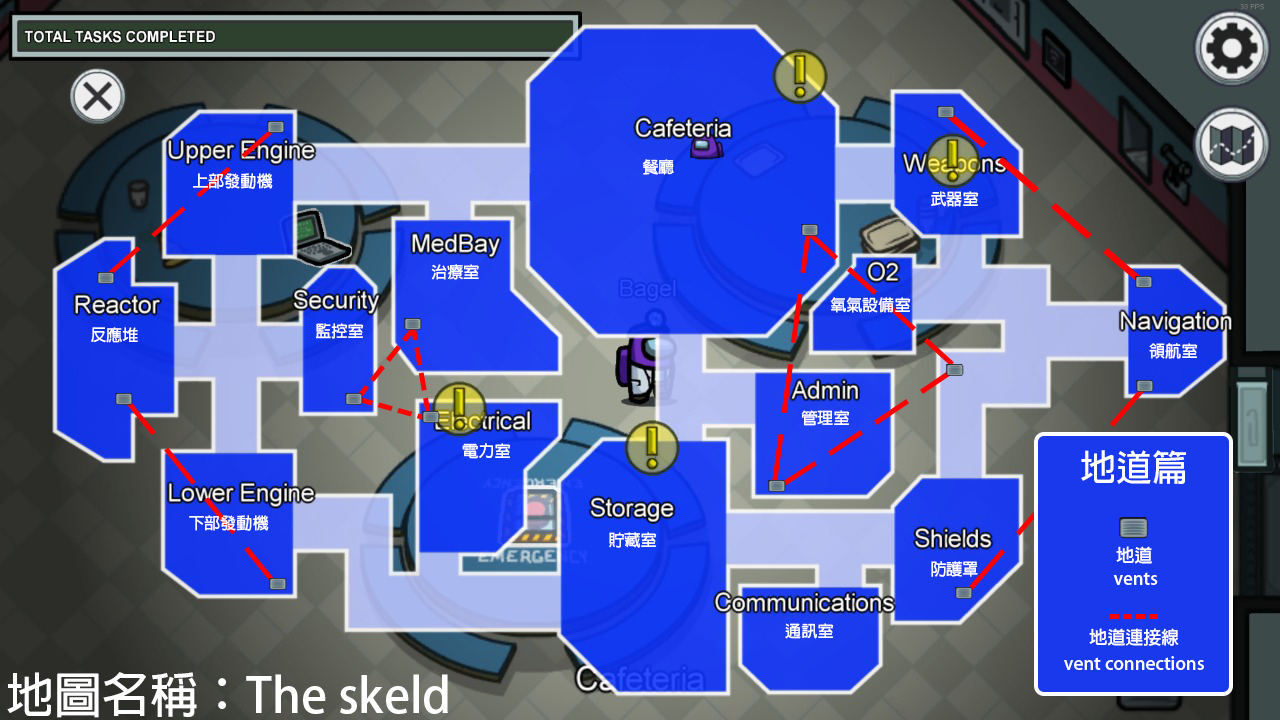 38 FPS
TOTAL TASKS COMPLETED
Cafeteria
餐廳
Upper Engine
上部發動機
Weapons
武器室
MedBay
治療室
O2
氧氣設備室
Bagel
Security
監控室
Reactor
反應堆
Navigation
領航室
Admin
管理室
Electrical
電力室
Lower Engine
下部發動機
Storage
貯藏室
Shields
防護罩
Communications
通訊室
EMERGENCY
Cafeteria
地道篇
地道
vents
地道連接線
vent connections
地圖名稱：The skeld